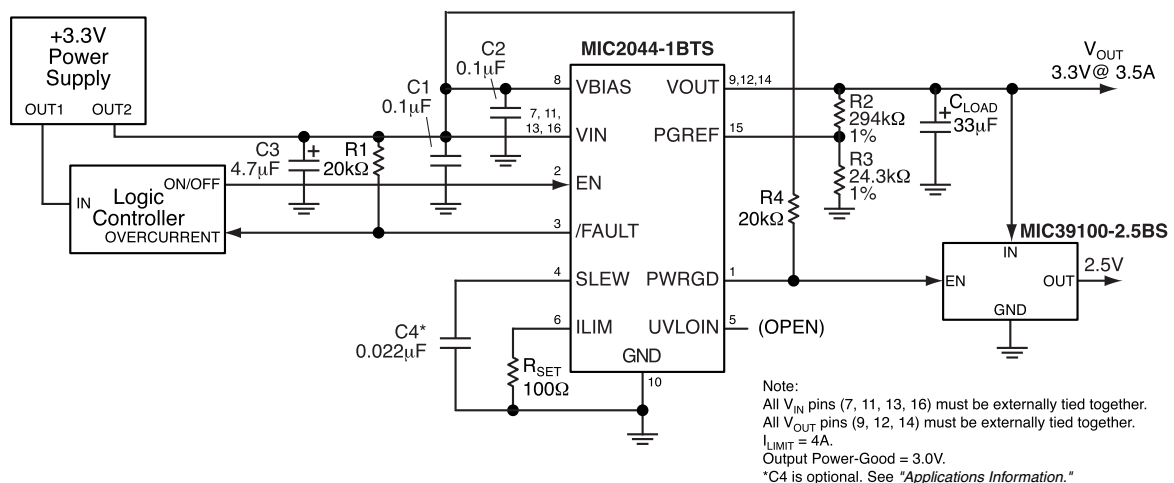 +3.3V
Power
Supply
OUT1 OUT2
C3
4.7µF
R1
20kΩ
C1
0.1µF
C2
0.1µF
Logic
Controller
IN
ON/OFF
OVERCURRENT
MIC2044-1BTS
8 VBIAS
7, 11,
13, 16 VIN
2 EN
3 /FAULT
4 SLEW
6 ILIM
VOUT 9,12,14
PGREF 15
PWRGD 1
UVLOIN 5 (OPEN)
GND
10
C4*
0.022µF
RSET
100Ω
R4
20kΩ
R2
294kΩ
1%
R3
24.3kΩ
1%
+ CLOAD
33µF
VOUT
3.3V@ 3.5A
MIC39100-2.5BS
IN
EN OUT
GND
2.5V
Note:
All VIN pins (7, 11, 13, 16) must be externally tied together.
All VOUT pins (9, 12, 14) must be externally tied together.
ILIMIT = 4A.
Output Power-Good = 3.0V.
*C4 is optional. See "Applications Information."